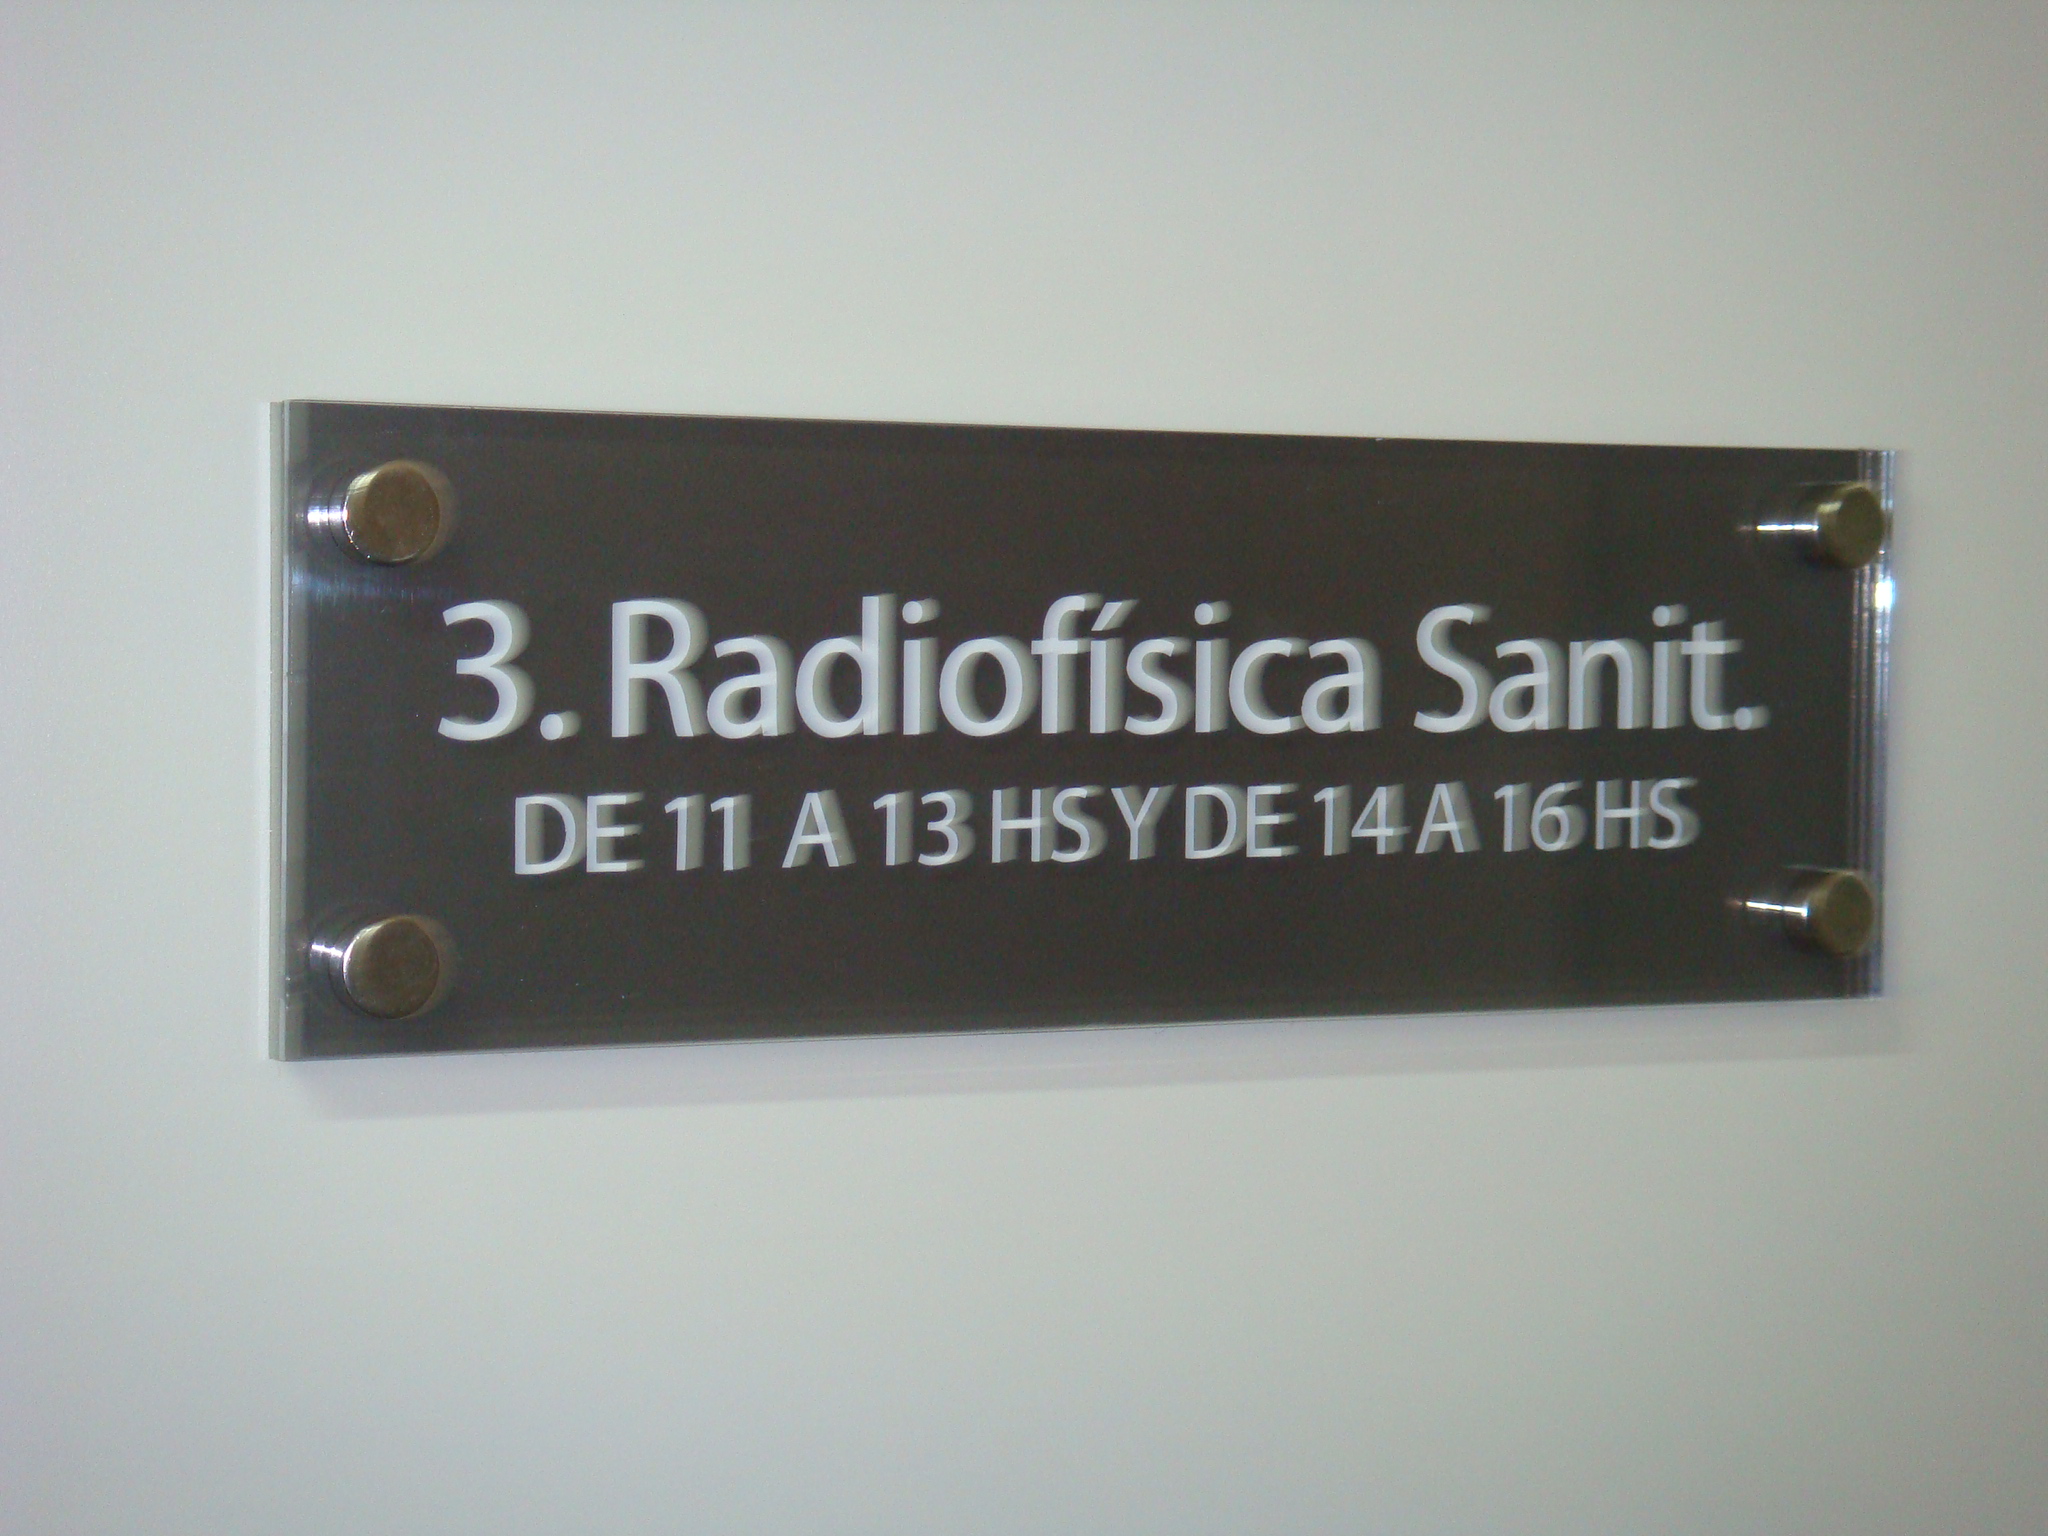 3. Radiofísica Sanit.
DE 11 A 13 HS Y DE 14 A 16 HS